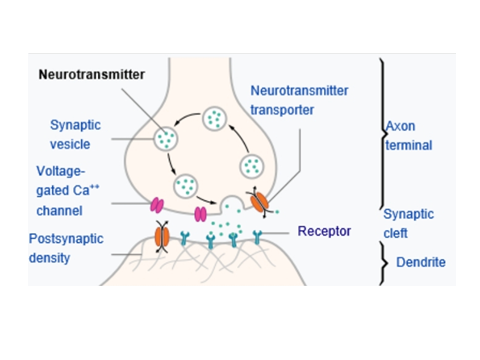 Neurotransmitter
Neurotransmitter
transporter
Synaptic
vesicle
Axon
terminal
Voltage-
gated Ca⁺⁺
channel
Synaptic
cleft
Receptor
Postsynaptic
density
Dendrite